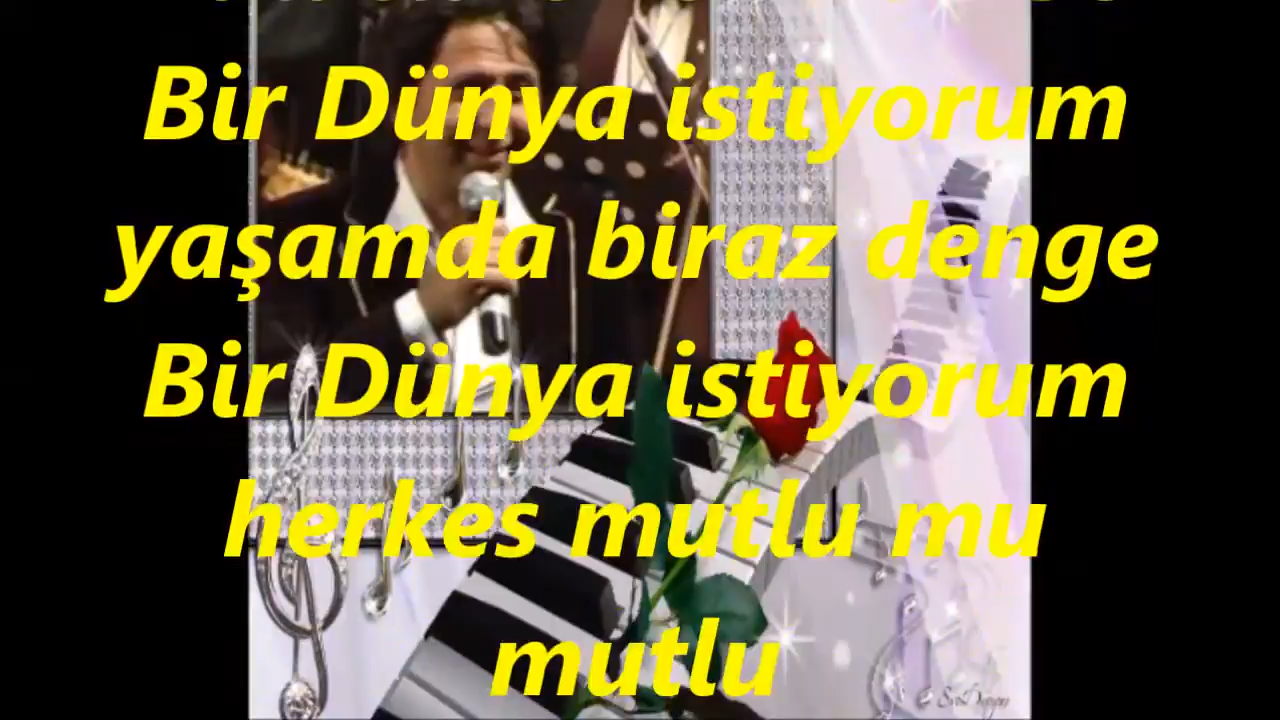 Bir Dünya istiyorum
yaşamda biraz denge
Bir Dünya istiyorum
herkes mutlu mu
mutlu